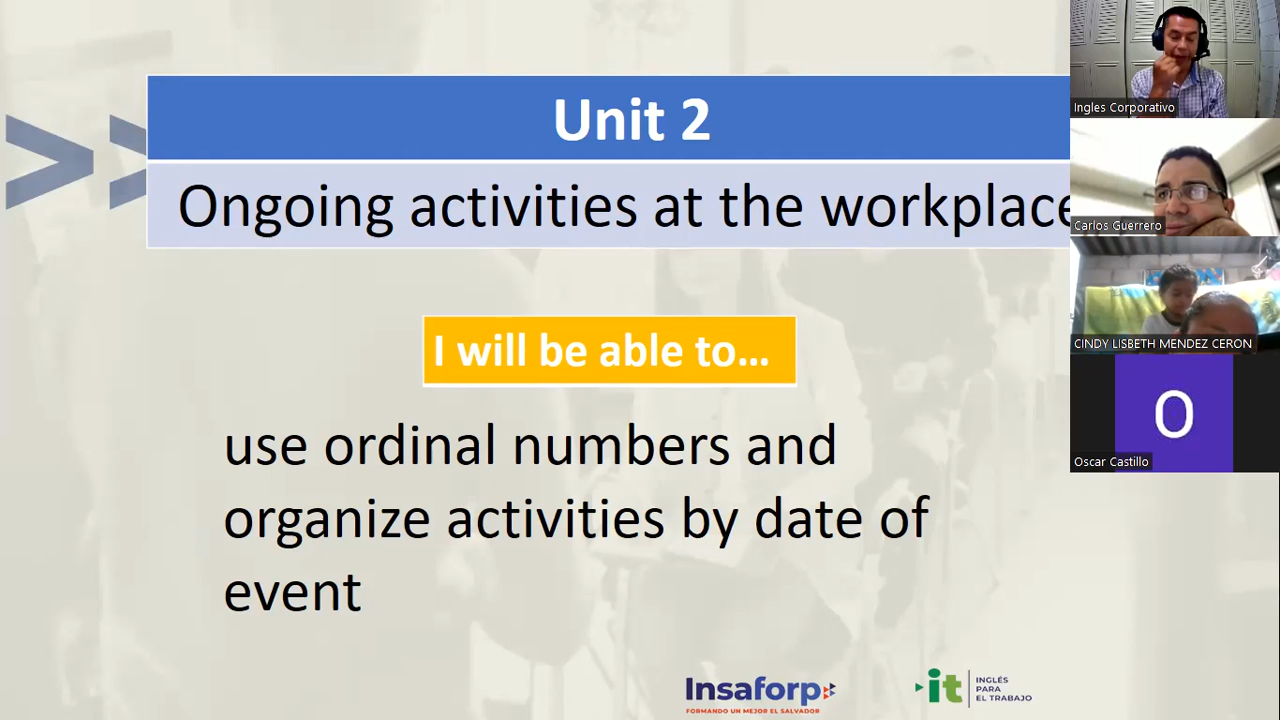 Unit 2
Ongoing activities at the workplace
I will be able to...
use ordinal numbers and
organize activities by date of
event
Insaforp
FORMANDO UN MEJOR EL SALVADOR
it
INGLÉS
PARA
EL TRABAJO
Ingles Corporativo
Carlos Guerrero
CINDY LISBETH MENDEZ CERON
O
Oscar Castillo